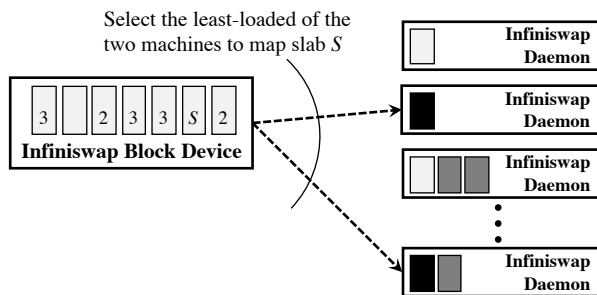 Select the least-loaded of the
two machines to map slab S
3 2 3 3 S 2
Infiniswap Block Device
Infiniswap
Daemon
Infiniswap
Daemon
Infiniswap
Daemon
Infiniswap
Daemon